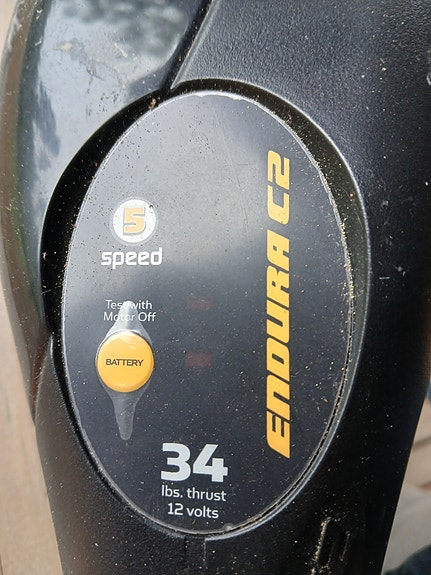 5
speed
Test with
Motor Off
BATTERY
34
lbs. thrust
12 volts
ENDURA C2